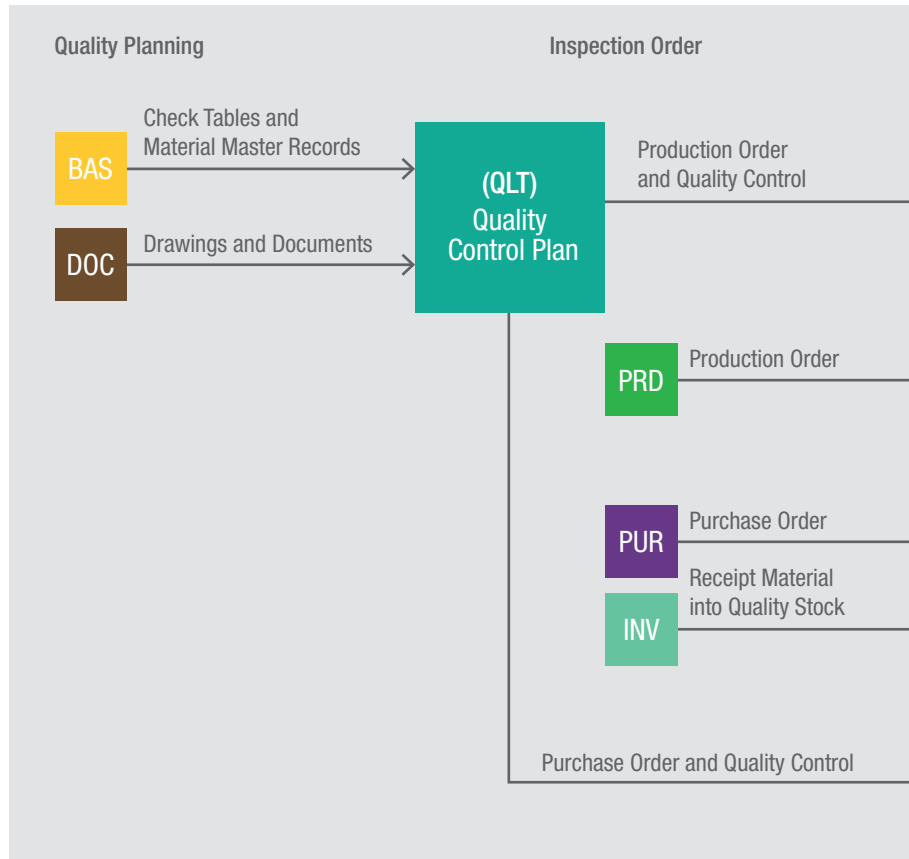 Quality Planning
Inspection Order
Check Tables and
Material Master Records
BAS
(QLT)
Quality
Control Plan
Production Order
and Quality Control
Drawings and Documents
DOC
PRD
Production Order
PUR
Purchase Order
Receipt Material
into Quality Stock
INV
Purchase Order and Quality Control